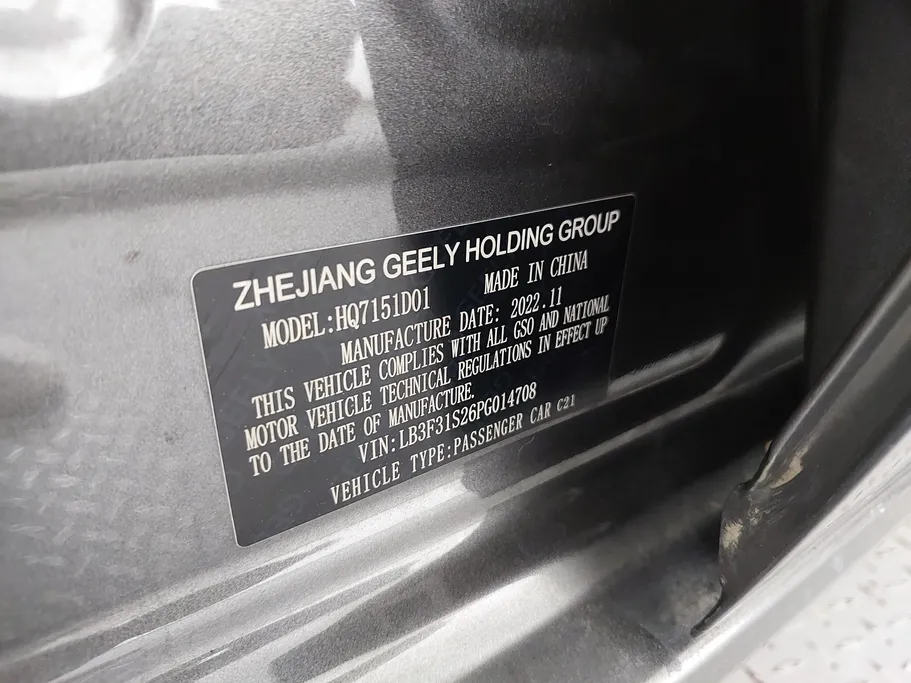 ZHEJIANG GEELY HOLDING GROUP
MODEL:HQ7151D01 MADE IN CHINA
MANUFACTURE DATE: 2022.11
THIS VEHICLE COMPLIES WITH ALL GSO AND NATIONAL
MOTOR VEHICLE TECHNICAL REGULATIONS IN EFFECT UP
TO THE DATE OF MANUFACTURE.
VIN:LB3F31S26PG014708
VEHICLE TYPE:PASSENGER CAR C21